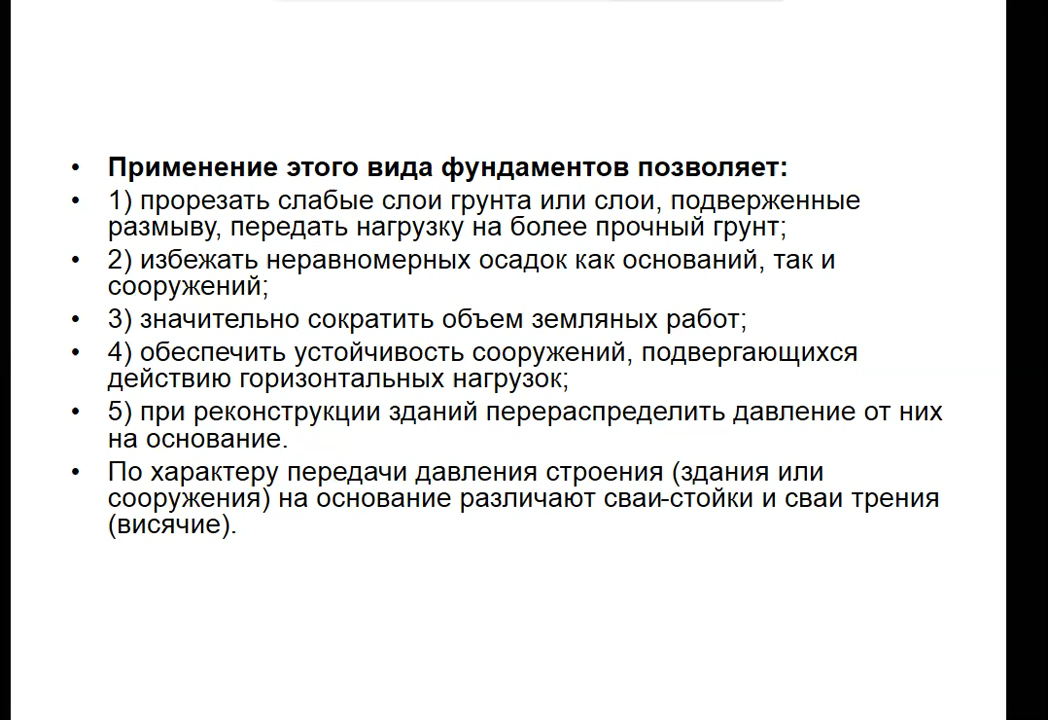 • Применение этого вида фундаментов позволяет:
• 1) прорезать слабые слои грунта или слои, подверженные
размыву, передать нагрузку на более прочный грунт;
• 2) избежать неравномерных осадок как оснований, так и
сооружений;
• 3) значительно сократить объем земляных работ;
• 4) обеспечить устойчивость сооружений, подвергающихся
действию горизонтальных нагрузок;
• 5) при реконструкции зданий перераспределить давление от них
на основание.
• По характеру передачи давления строения (здания или
сооружения) на основание различают сваи-стойки и сваи трения
(висячие).